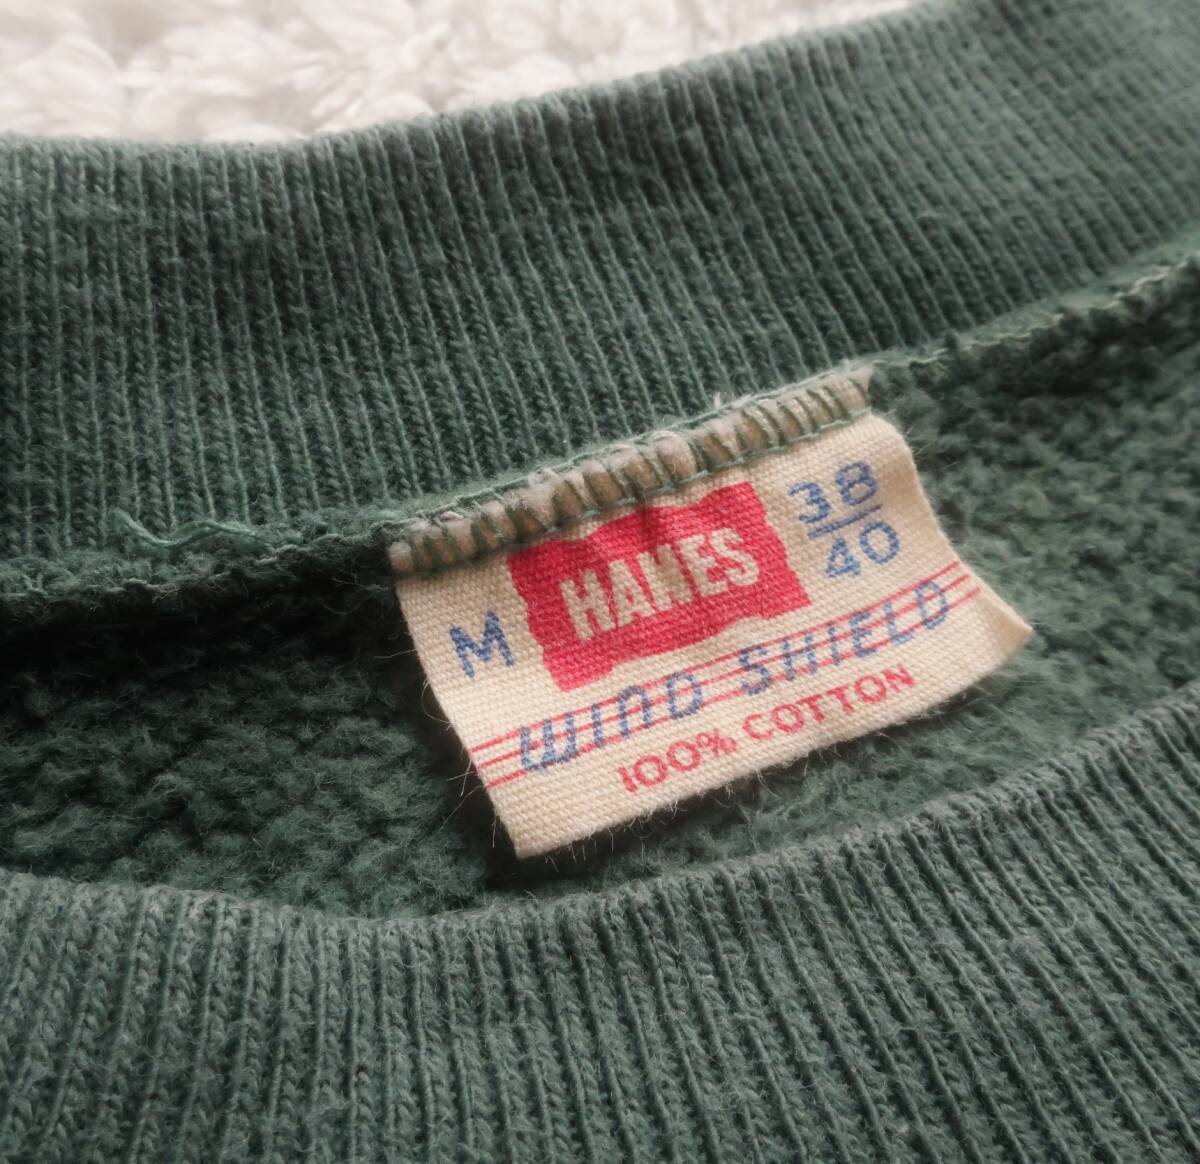 M HANES 38/40
WIND SHIELD
100% COTTON